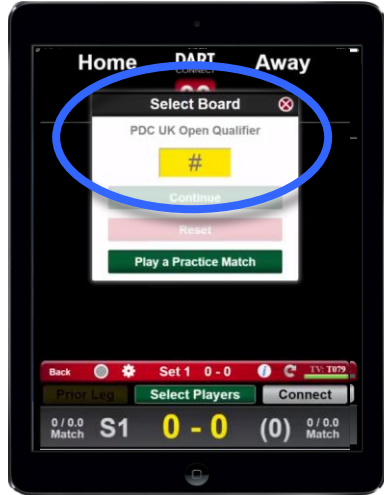 Home DART Away
CONNECT
Select Board
PDC UK Open Qualifier
#
Continue
Reset
Play a Practice Match
Back Set 1 0 - 0 i TV: T079
Prior Leg Select Players Connect
0 / 0.0 S1 0 - 0 (0) 0 / 0.0
Match Match